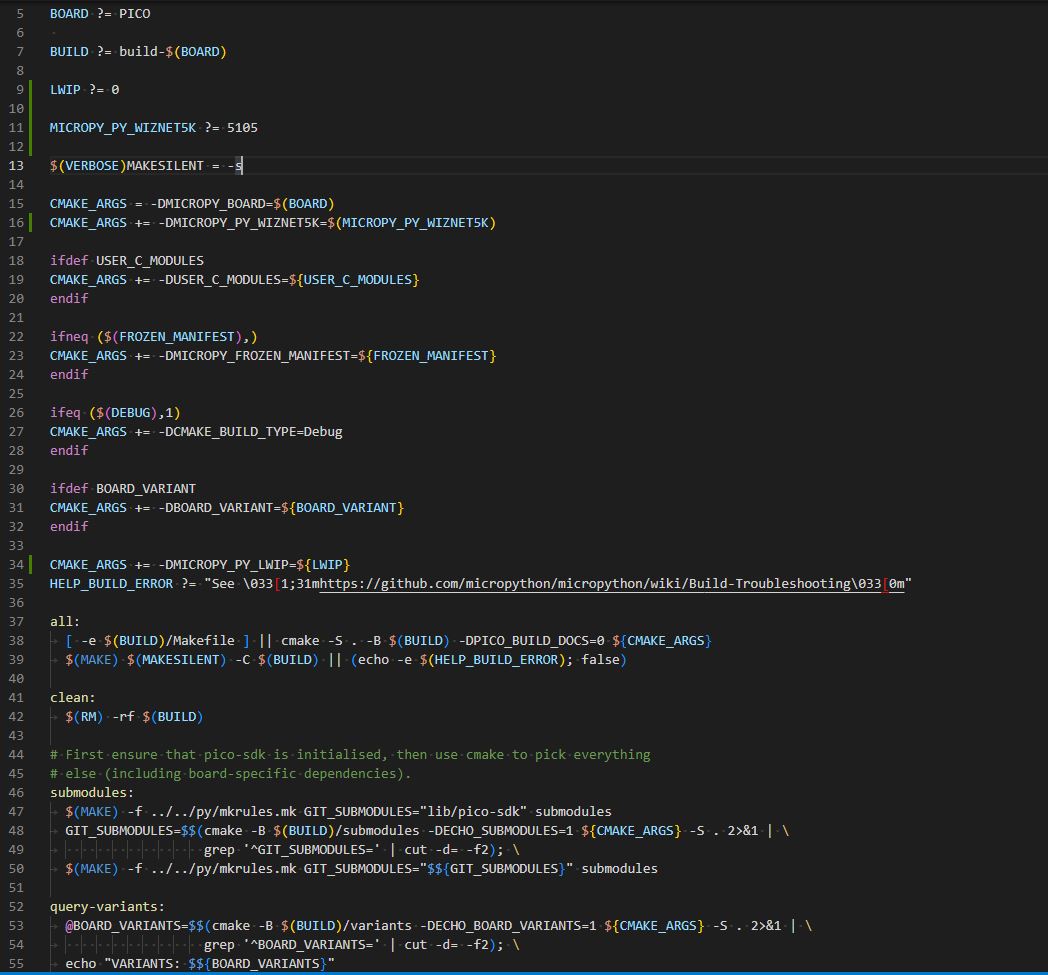 5 BOARD ?= PICO
6
7 BUILD ?= build-$(BOARD)
8
9 LWIP ?= 0
10
11 MICROPY_PY_WIZNET5K ?= 5105
12
13 $(VERBOSE)MAKESILENT = -s
14
15 CMAKE_ARGS = -DMICROPY_BOARD=$(BOARD)
16 CMAKE_ARGS += -DMICROPY_PY_WIZNET5K=$(MICROPY_PY_WIZNET5K)
17
18 ifdef USER_C_MODULES
19 CMAKE_ARGS += -DUSER_C_MODULES=${USER_C_MODULES}
20 endif
21
22 ifneq ($(FROZEN_MANIFEST),)
23 CMAKE_ARGS += -DMICROPY_FROZEN_MANIFEST=${FROZEN_MANIFEST}
24 endif
25
26 ifeq ($(DEBUG),1)
27 CMAKE_ARGS += -DCMAKE_BUILD_TYPE=Debug
28 endif
29
30 ifdef BOARD_VARIANT
31 CMAKE_ARGS += -DBOARD_VARIANT=${BOARD_VARIANT}
32 endif
33
34 CMAKE_ARGS += -DMICROPY_PY_LWIP=${LWIP}
35 HELP_BUILD_ERROR ?= "See \033[1;31mhttps://github.com/micropython/micropython/wiki/Build-Troubleshooting\033[0m"
36
37 all:
38 [ -e $(BUILD)/Makefile ] || cmake -S . -B $(BUILD) -DPICO_BUILD_DOCS=0 ${CMAKE_ARGS}
39 $(MAKE) $(MAKESILENT) -C $(BUILD) || (echo -e $(HELP_BUILD_ERROR); false)
40
41 clean:
42 $(RM) -rf $(BUILD)
43
44 # First ensure that pico-sdk is initialised, then use cmake to pick everything
45 # else (including board-specific dependencies).
46 submodules:
47 $(MAKE) -f ../../py/mkrules.mk GIT_SUBMODULES="lib/pico-sdk" submodules
48 GIT_SUBMODULES=$$(cmake -B $(BUILD)/submodules -DECHO_SUBMODULES=1 ${CMAKE_ARGS} -S . 2>&1 | \
49 grep '^GIT_SUBMODULES=' | cut -d= -f2); \
50 $(MAKE) -f ../../py/mkrules.mk GIT_SUBMODULES="$${GIT_SUBMODULES}" submodules
51
52 query-variants:
53 @BOARD_VARIANTS=$$(cmake -B $(BUILD)/variants -DECHO_BOARD_VARIANTS=1 ${CMAKE_ARGS} -S . 2>&1 | \
54 grep '^BOARD_VARIANTS=' | cut -d= -f2); \
55 echo "VARIANTS: $${BOARD_VARIANTS}"